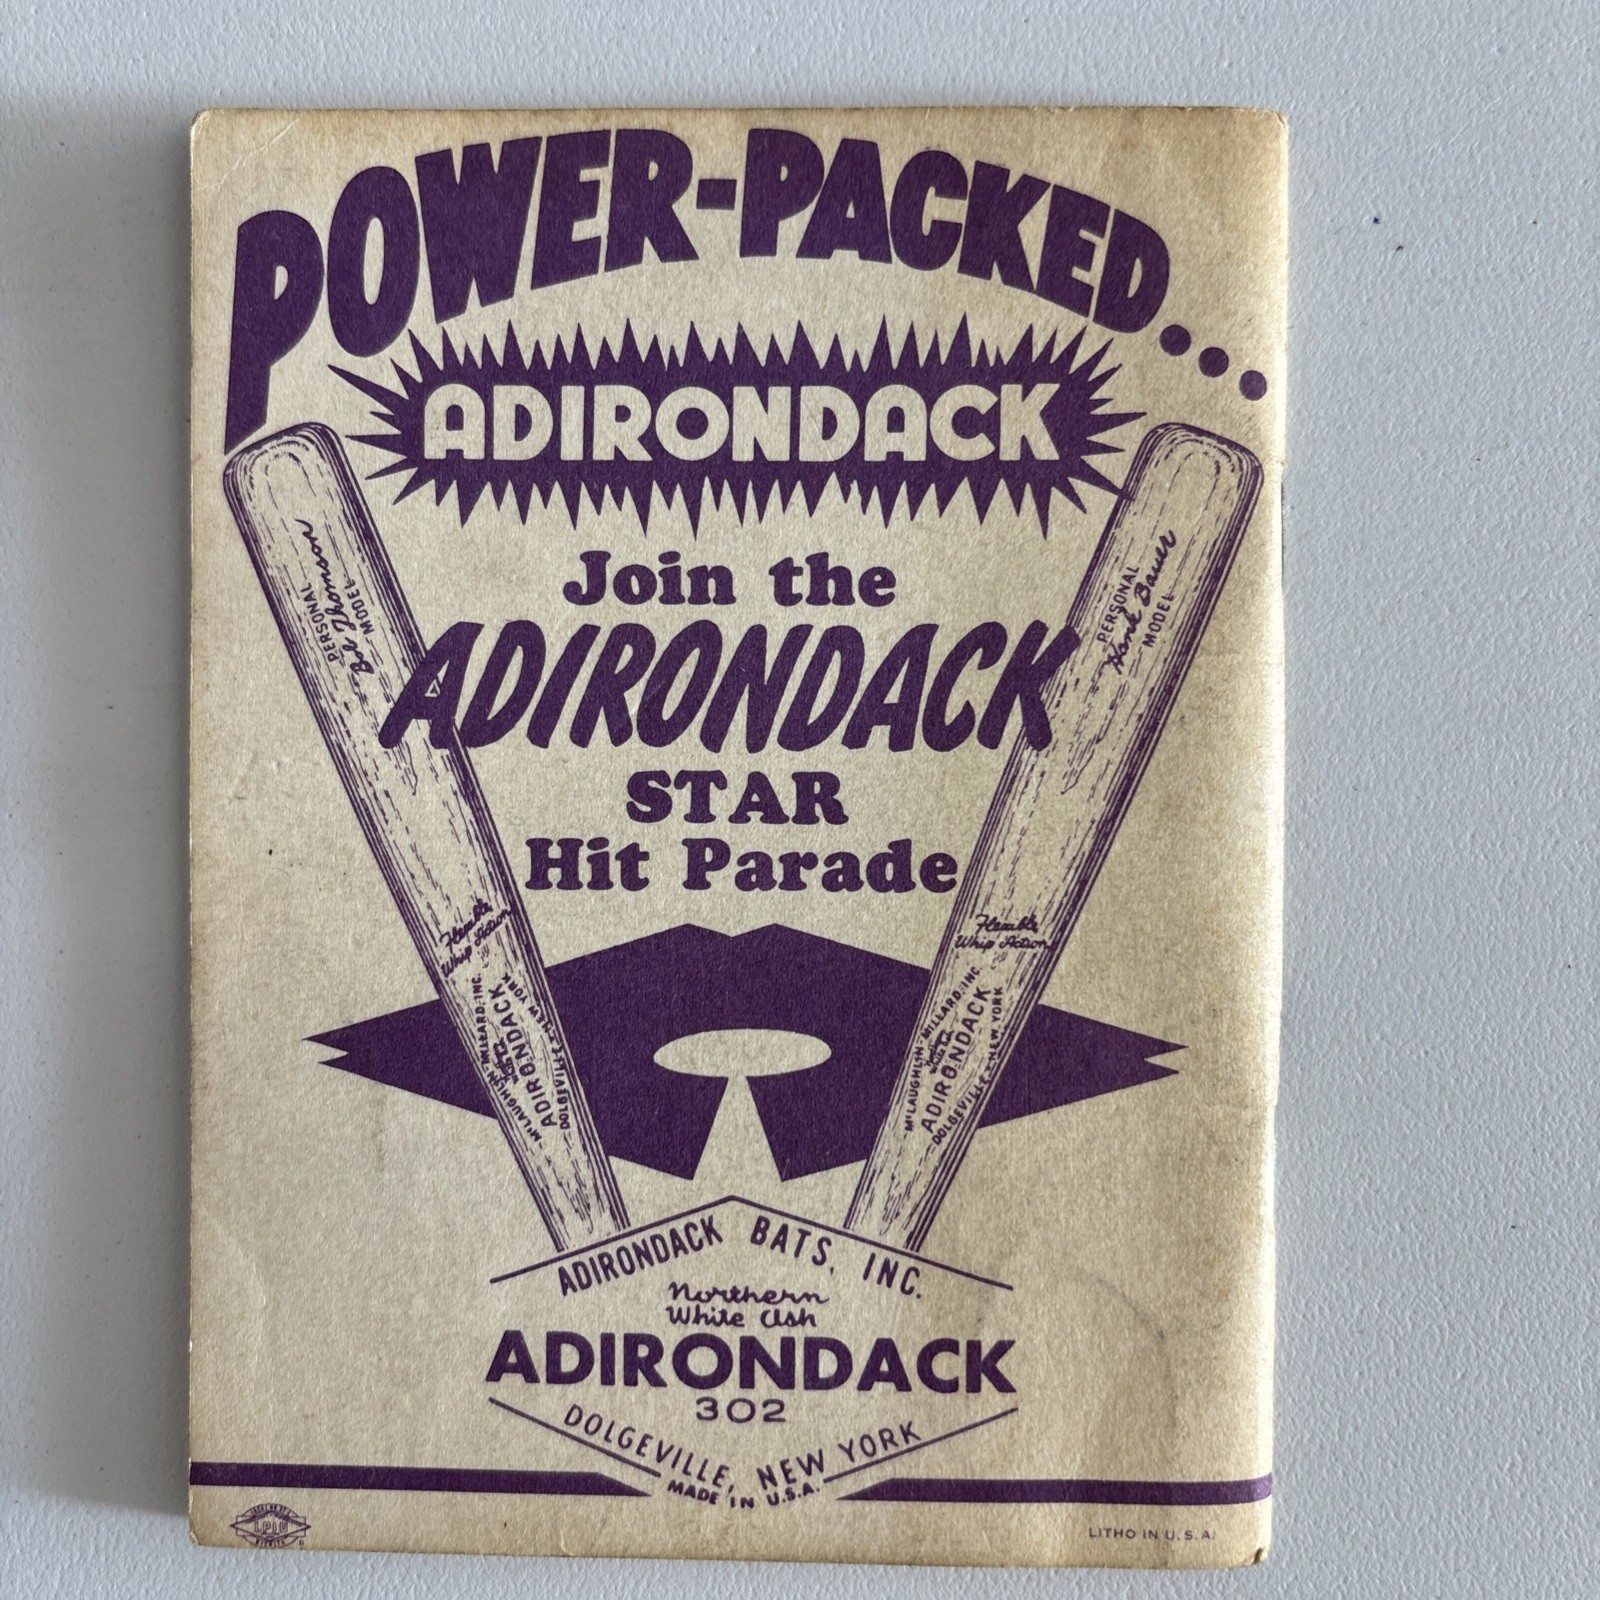 POWER-PACKED...
ADIRONDACK
Join the
ADIRONDACK
STAR
Hit Parade
PERSONAL
Bob Thomson
MODEL
Flexible
Whip Action
McLAUGHLIN-MILLARD, INC.
ADIRONDACK
DOLGEVILLE NEW YORK
PERSONAL
Hank Bauer
MODEL
Flexible
Whip Action
McLAUGHLIN MILLARD, INC.
ADIRONDACK
DOLGEVILLE NEW YORK
ADIRONDACK BATS, INC.
Northern
White Ash
ADIRONDACK
302
DOLGEVILLE, NEW YORK
MADE IN U.S.A.
LPIU
LITHO IN U.S.A.